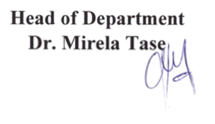 Head of Department
Dr. Mirela Tase